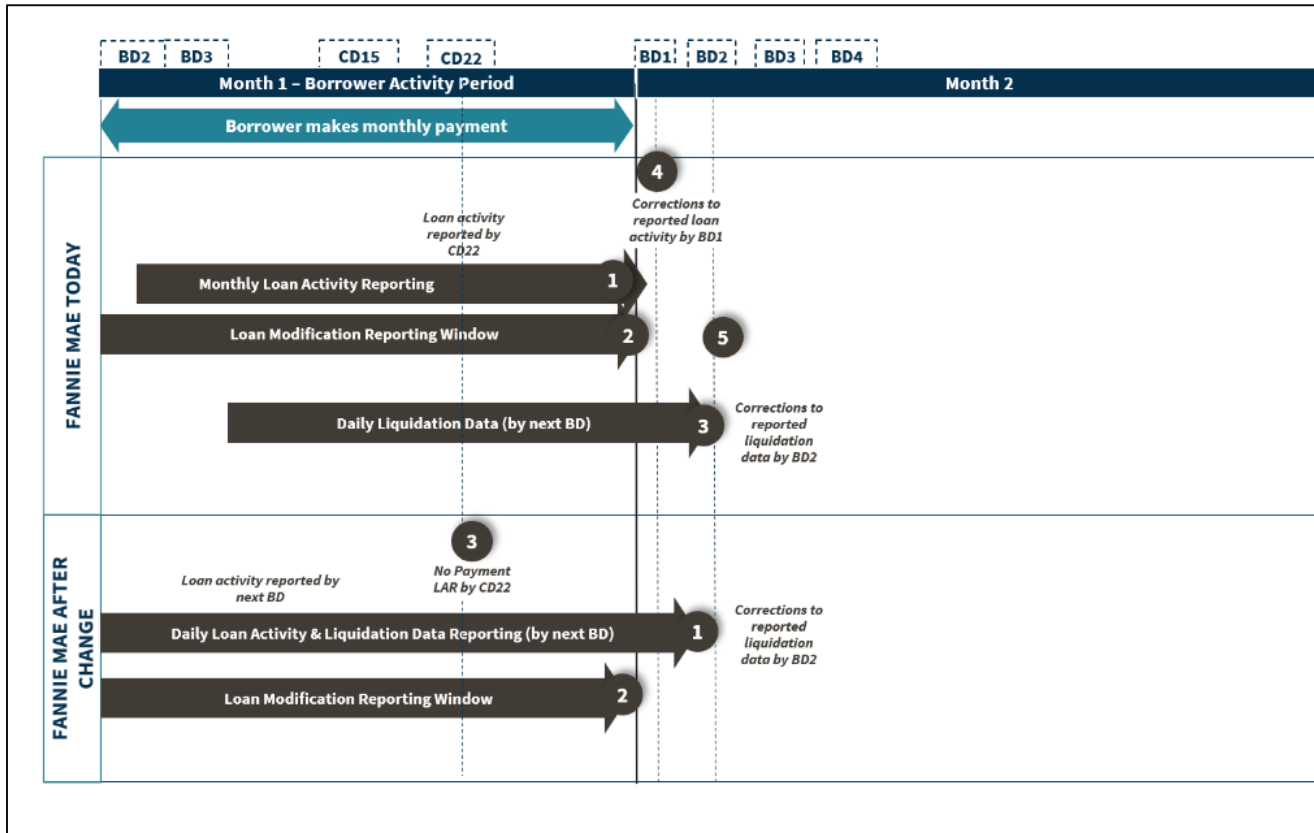 BD2
BD3
CD15
CD22
BD1
BD2
BD3
BD4
Month 1 – Borrower Activity Period
Month 2
Borrower makes monthly payment
FANNIE MAE TODAY
4
Corrections to
reported loan
activity by BD1
Loan activity
reported by
CD22
Monthly Loan Activity Reporting
1
Loan Modification Reporting Window
2
5
Daily Liquidation Data (by next BD)
3
Corrections to
reported
liquidation
data by BD2
FANNIE MAE AFTER
CHANGE
3
No Payment
LAR by CD22
Loan activity reported by
next BD
Daily Loan Activity & Liquidation Data Reporting (by next BD)
1
Corrections to
reported
liquidation
data by BD2
Loan Modification Reporting Window
2